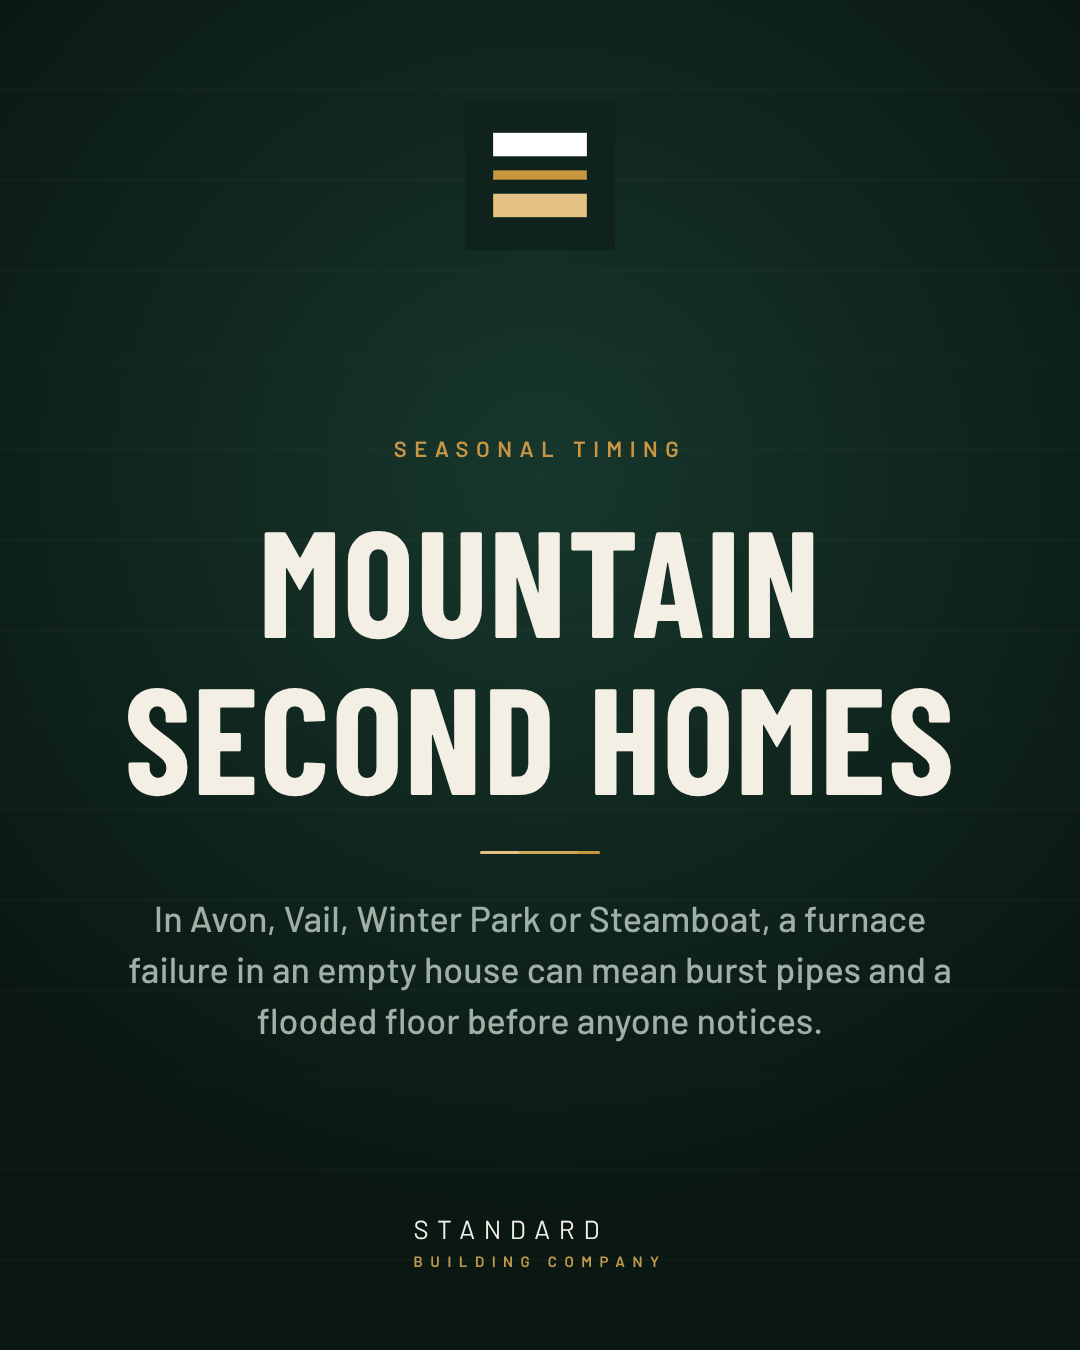 SEASONAL TIMING
MOUNTAIN
SECOND HOMES
In Avon, Vail, Winter Park or Steamboat, a furnace
failure in an empty house can mean burst pipes and a
flooded floor before anyone notices.
STANDARD
BUILDING COMPANY